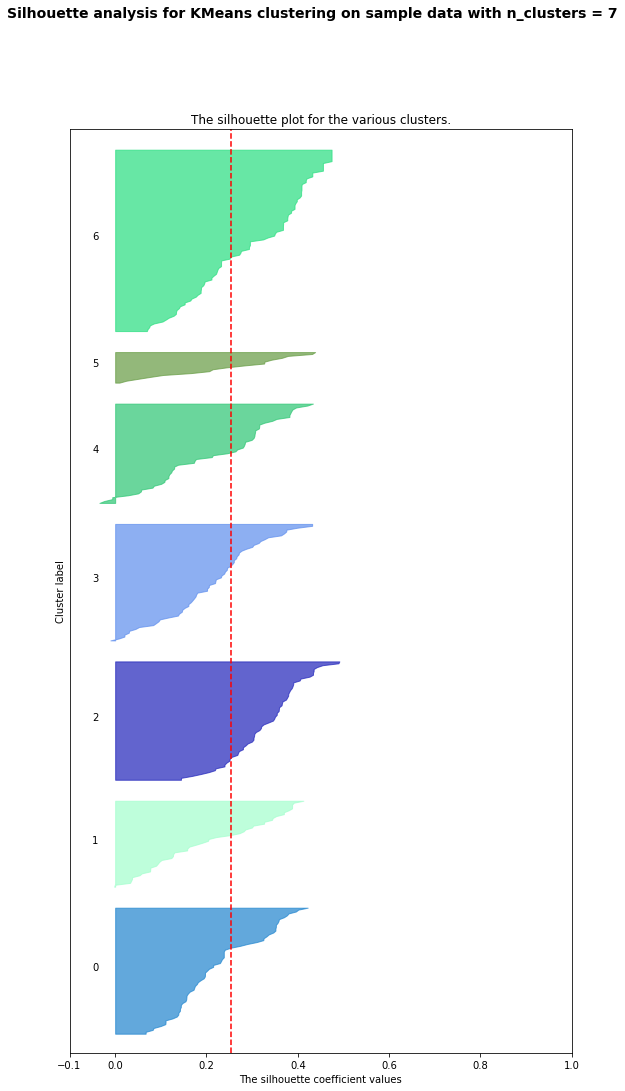 Silhouette analysis for KMeans clustering on sample data with n_clusters = 7
The silhouette plot for the various clusters.
6
5
4
3
2
1
0
Cluster label
−0.1 0.0 0.2 0.4 0.6 0.8 1.0
The silhouette coefficient values